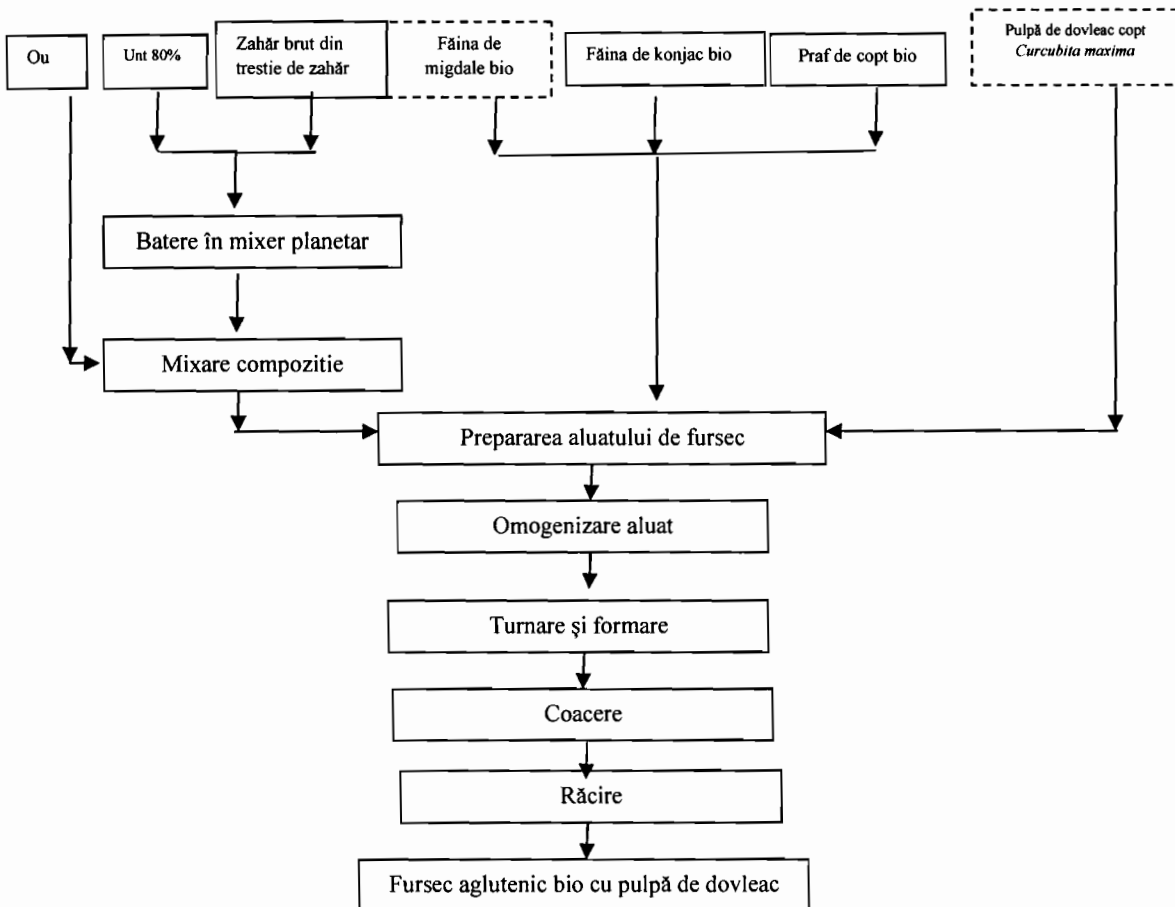 Ou
Unt 80%
Zahăr brut din
trestie de zahăr
Făina de
migdale bio
Făina de konjac bio
Praf de copt bio
Pulpă de dovleac copt
Curcubita maxima
Batere în mixer planetar
Mixare compozitie
Prepararea aluatului de fursec
Omogenizare aluat
Turnare și formare
Coacere
Răcire
Fursec aglutenic bio cu pulpă de dovleac